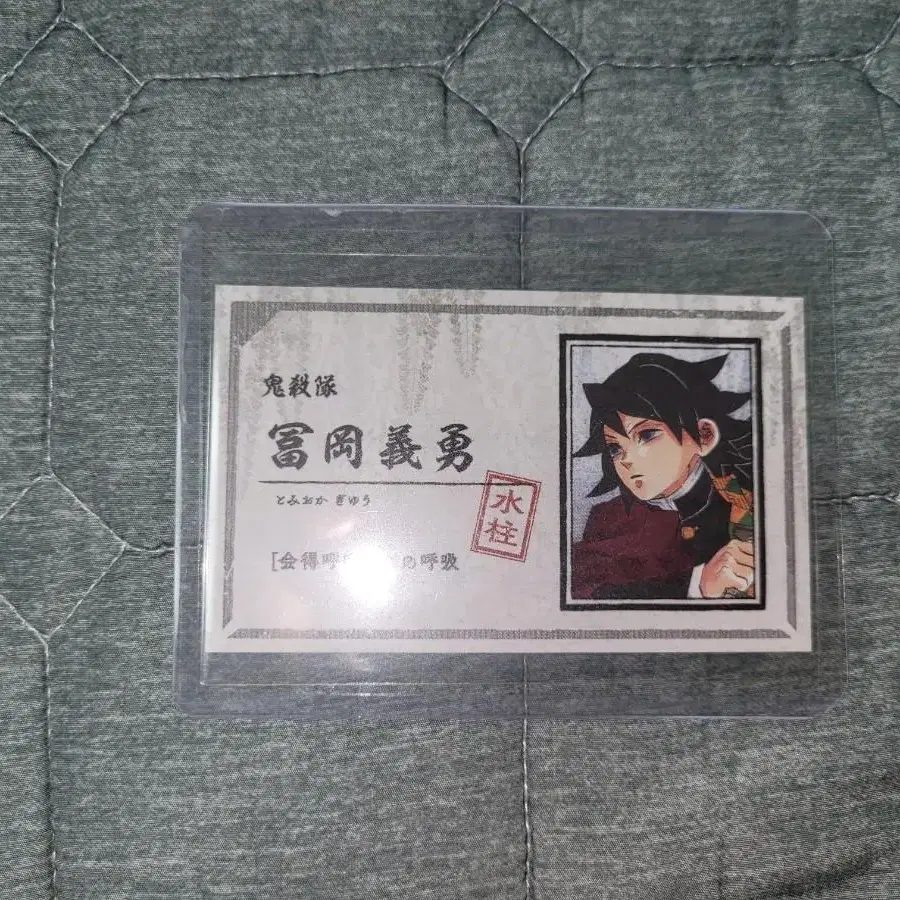 鬼殺隊
冨岡義勇
とみおか ぎゆう
水柱
[会得呼 の呼吸